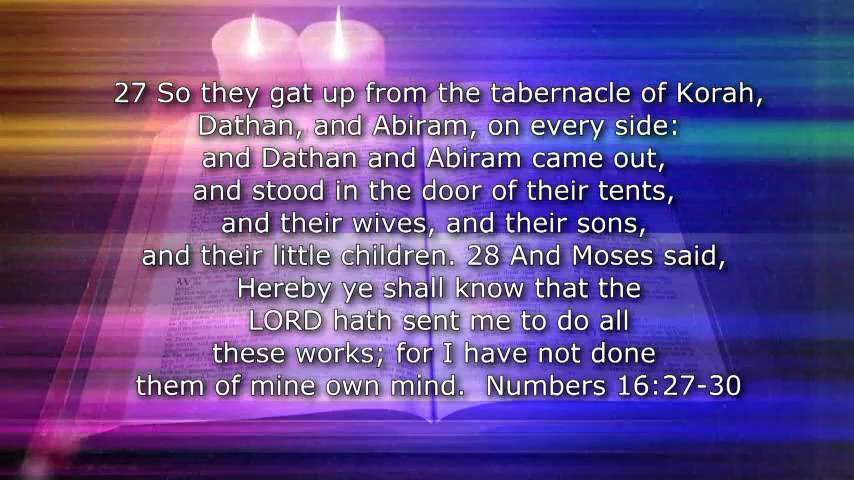 27 So they gat up from the tabernacle of Korah,
Dathan, and Abiram, on every side:
and Dathan and Abiram came out,
and stood in the door of their tents,
and their wives, and their sons,
and their little children. 28 And Moses said,
Hereby ye shall know that the
LORD hath sent me to do all
these works; for I have not done
them of mine own mind.  Numbers 16:27-30